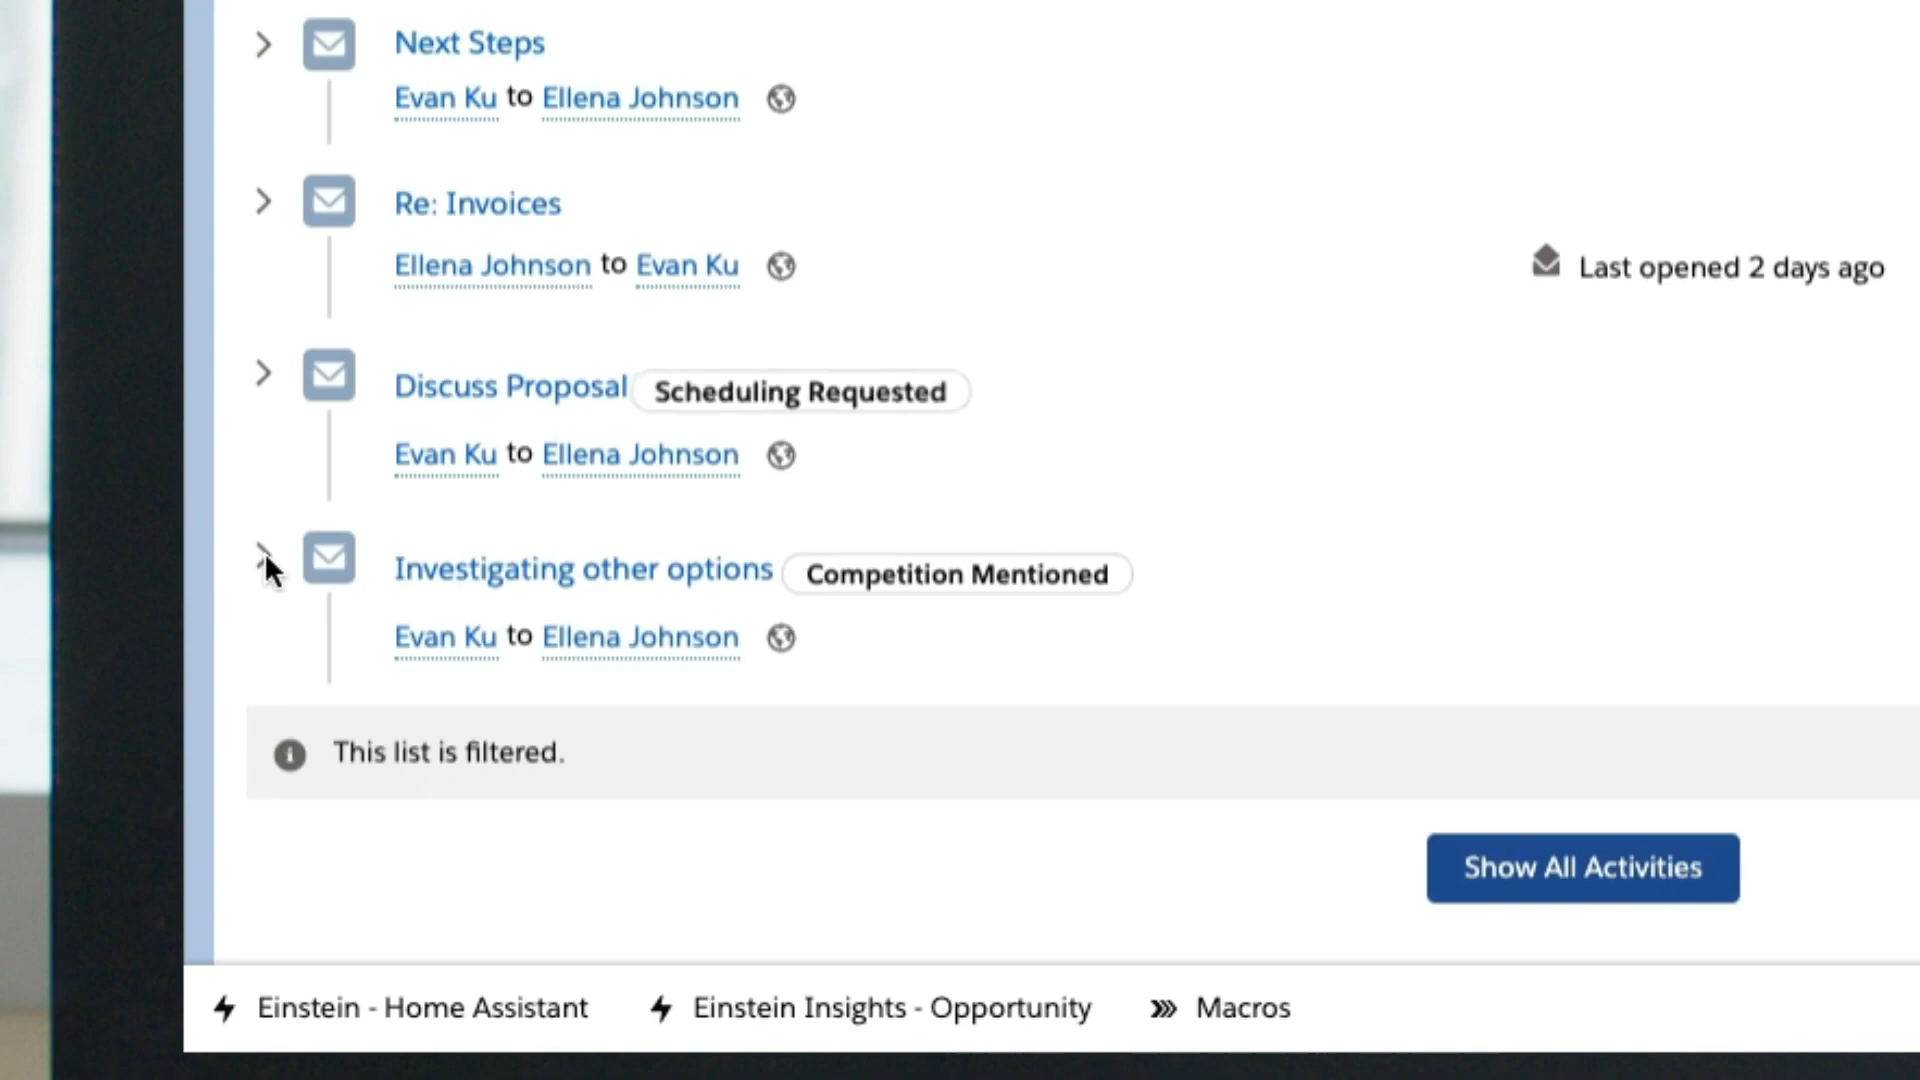 Next Steps
Evan Ku to Ellena Johnson
Re: Invoices
Ellena Johnson to Evan Ku
Last opened 2 days ago
Discuss Proposal Scheduling Requested
Evan Ku to Ellena Johnson
Investigating other options Competition Mentioned
Evan Ku to Ellena Johnson
This list is filtered.
Show All Activities
Einstein - Home Assistant Einstein Insights - Opportunity Macros